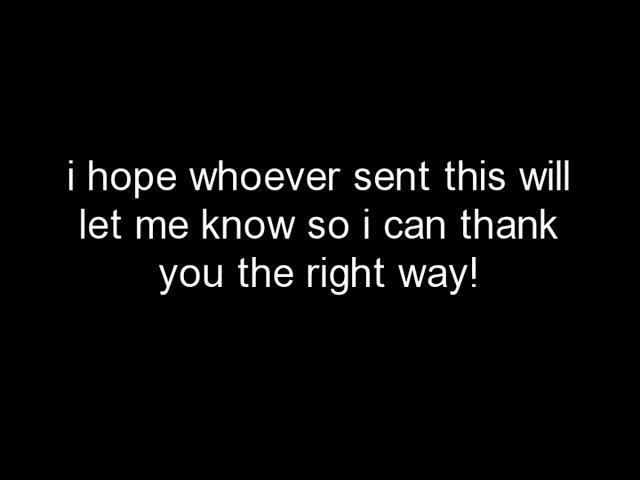 i hope whoever sent this will
let me know so i can thank
you the right way!